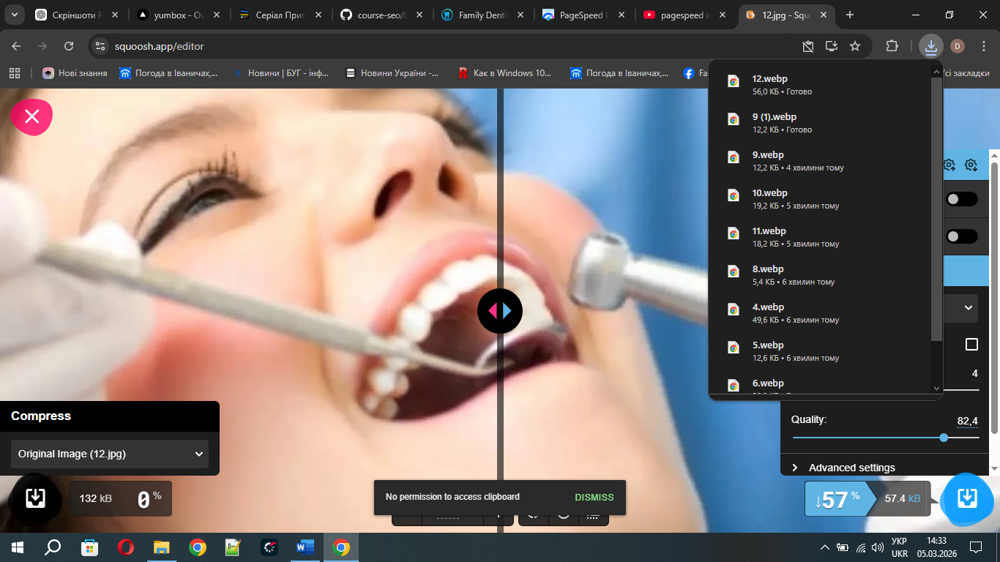 Скріншоти Р
yumbox - Ov
Серіал Приг
course-seo/l
Family Denti
PageSpeed I
pagespeed i
12.jpg - Squo
squoosh.app/editor
D
Нові знання
Погода в Іваничах,...
Новини | БУГ - інф...
Новини України -...
Как в Windows 10...
Погода в Іваничах,...
Fa
Усі закладки
12.webp
56,0 КБ • Готово
9 (1).webp
12,2 КБ • Готово
9.webp
12,2 КБ • 4 хвилини тому
10.webp
19,2 КБ • 5 хвилин тому
11.webp
18,2 КБ • 5 хвилин тому
8.webp
5,4 КБ • 6 хвилин тому
4.webp
49,6 КБ • 6 хвилин тому
5.webp
12,6 КБ • 6 хвилин тому
6.webp
4
Quality:
82,4
Advanced settings
Compress
Original Image (12.jpg)
132 kB
0 %
No permission to access clipboard
DISMISS
↓57 %
57.4 kB
УКР
UKR
14:33
05.03.2026